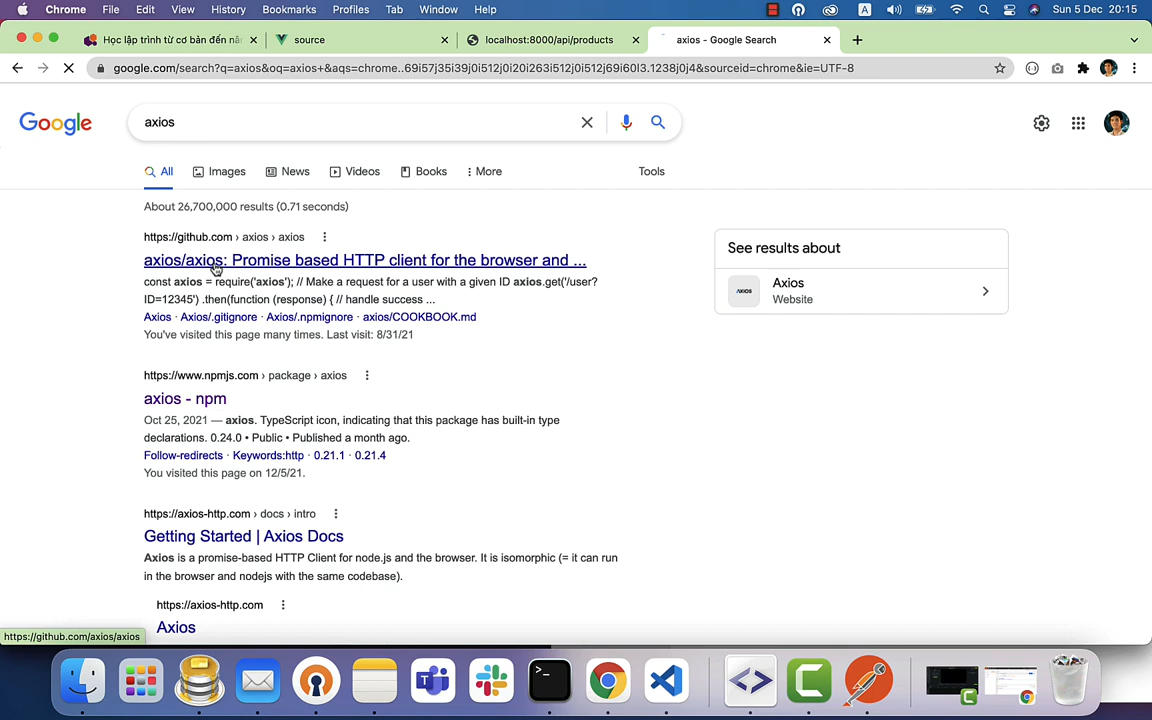 Chrome File Edit View History Bookmarks Profiles Tab Window Help A Sun 5 Dec 20:15
Học lập trình từ cơ bản đến nân
source
localhost:8000/api/products
axios - Google Search
google.com/search?q=axios&oq=axios+&aqs=chrome..69i57j35i39j0i512j0i20i263i512j0i512j69i60l3.1238j0j4&sourceid=chrome&ie=UTF-8
Google
axios
All Images News Videos Books More Tools
About 26,700,000 results (0.71 seconds)
https://github.com › axios › axios
axios/axios: Promise based HTTP client for the browser and ...
const axios = require('axios'); // Make a request for a user with a given ID axios.get('/user?
ID=12345') .then(function (response) { // handle success ...
Axios · Axios/.gitignore · Axios/.npmignore · axios/COOKBOOK.md
You've visited this page many times. Last visit: 8/31/21
See results about
AXIOS
Axios
Website
https://www.npmjs.com › package › axios
axios - npm
Oct 25, 2021 — axios. TypeScript icon, indicating that this package has built-in type
declarations. 0.24.0 • Public • Published a month ago.
Follow-redirects · Keywords:http · 0.21.1 · 0.21.4
You visited this page on 12/5/21.
https://axios-http.com › docs › intro
Getting Started | Axios Docs
Axios is a promise-based HTTP Client for node.js and the browser. It is isomorphic (= it can run
in the browser and nodejs with the same codebase).
https://axios-http.com
Axios
https://github.com/axios/axios